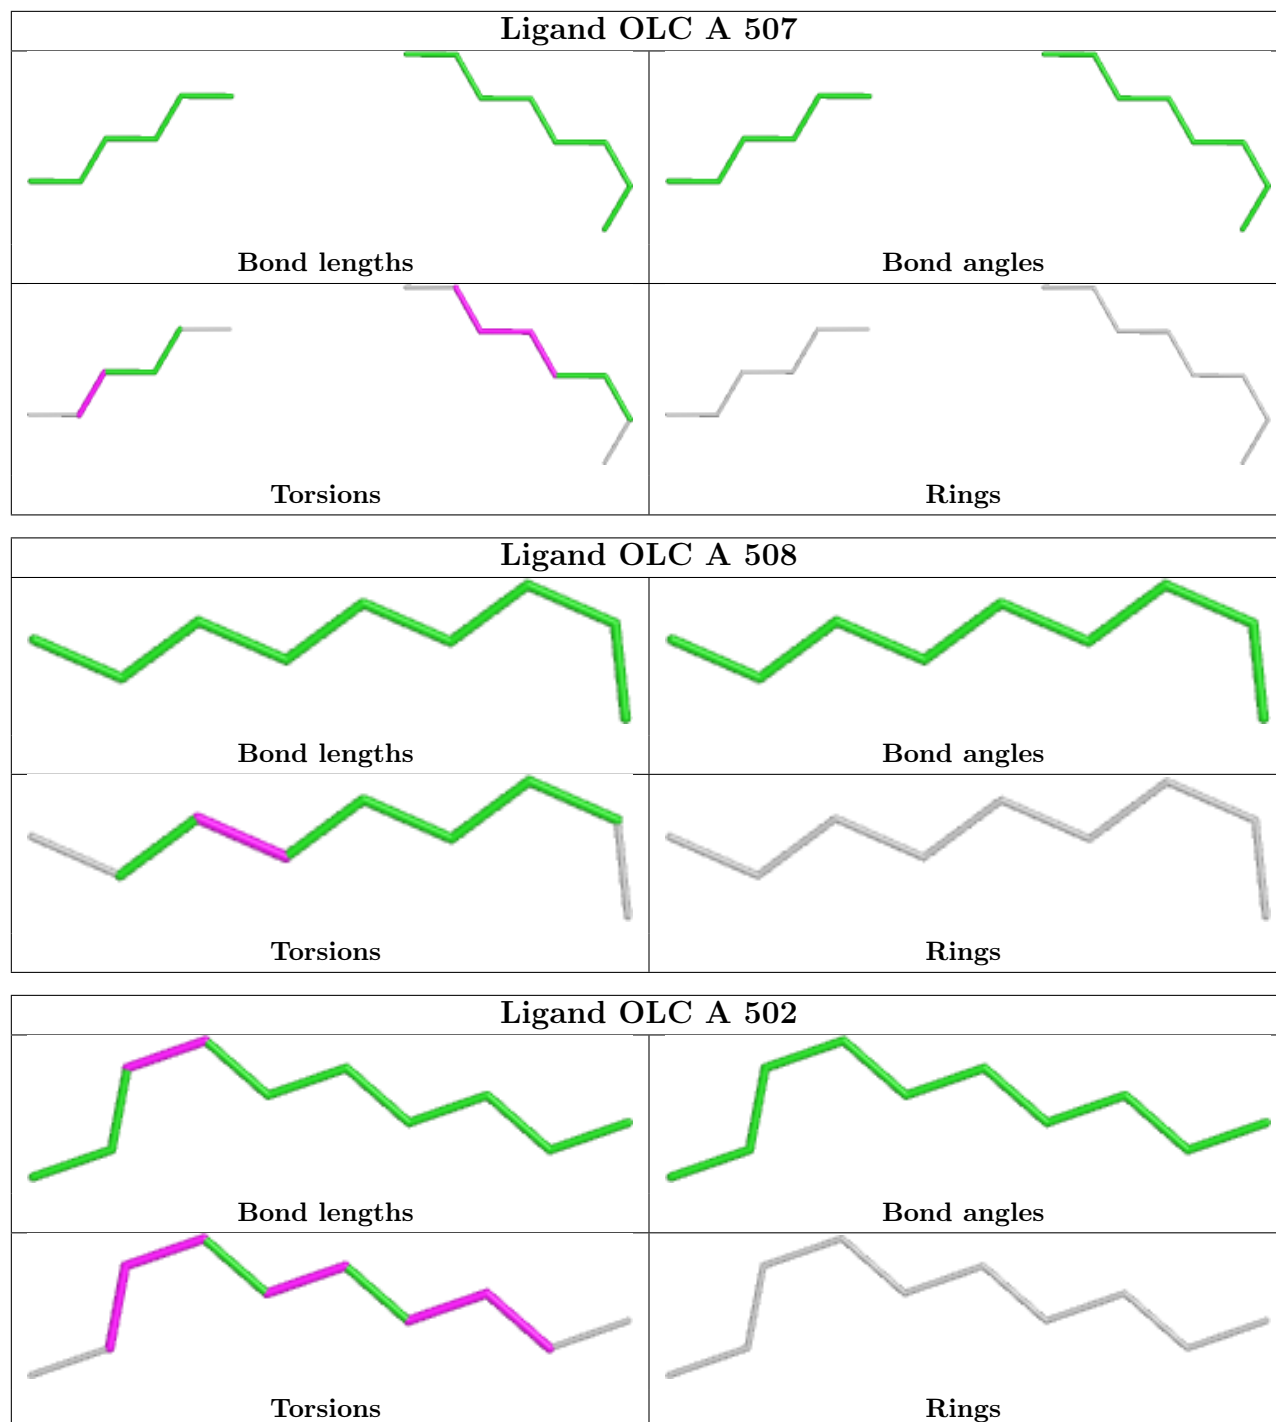 Ligand OLC A 507
Bond lengths
Bond angles
Torsions
Rings
Ligand OLC A 508
Bond lengths
Bond angles
Torsions
Rings
Ligand OLC A 502
Bond lengths
Bond angles
Torsions
Rings